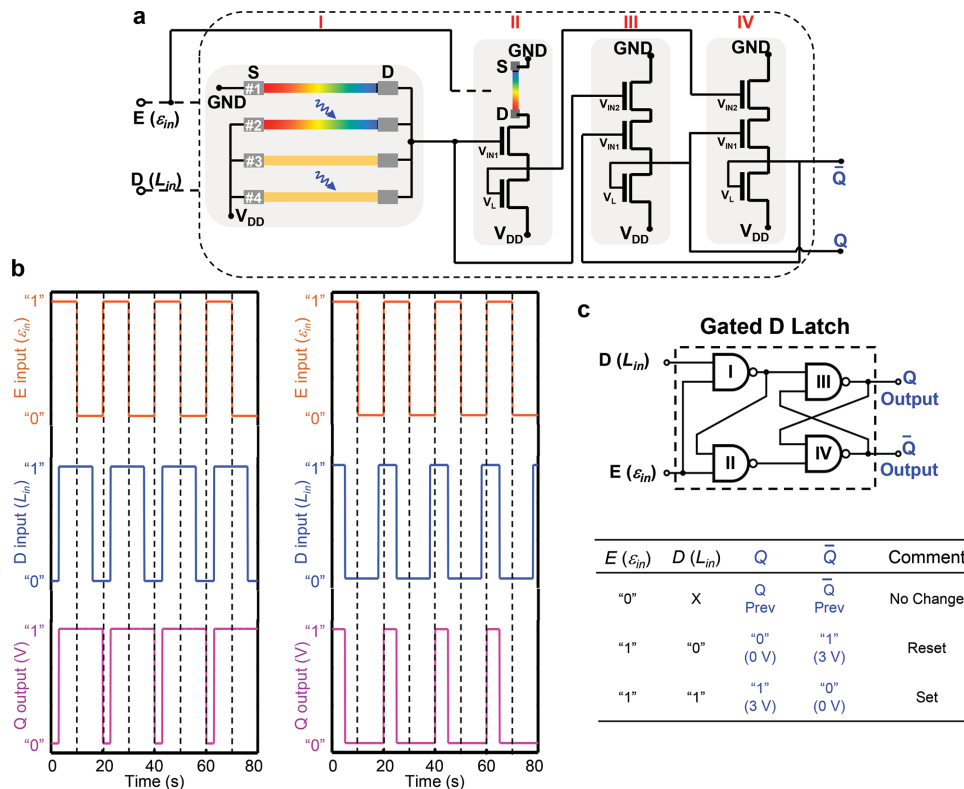 a
I II III IV
GND GND GND
S D S
#1
GND
E (εin)
#2
D
VIN2 VIN2
#3
VIN1 VIN1 VIN1
D (Lin)
Q̄
#4
VL VL VL
VDD VDD VDD VDD
Q
b
E input (εin)
"1"
"0"
D input (Lin)
"1"
"0"
Q output (V)
"1"
"0"
0 20 40 60 80
Time (s)
E input (εin)
"1"
"0"
D input (Lin)
"1"
"0"
Q output (V)
"1"
"0"
0 20 40 60 80
Time (s)
c
Gated D Latch
D (Lin)
I
III
Q
Output
E (εin)
II
IV
Q̄
Output
E (εin) D (Lin) Q Q̄ Comment
"0" X Q Prev Q̄ Prev No Change
"1" "0" "0" (0 V) "1" (3 V) Reset
"1" "1" "1" (3 V) "0" (0 V) Set